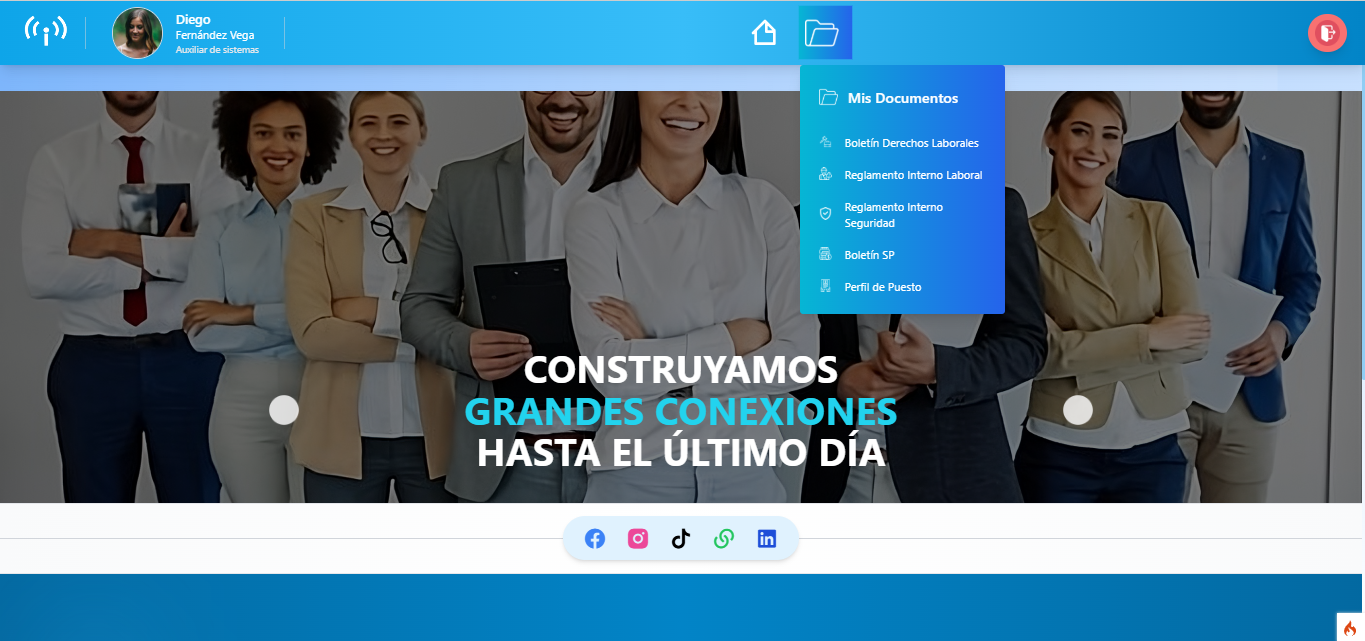 Diego
Fernández Vega
Auxiliar de sistemas
Mis Documentos
Boletín Derechos Laborales
Reglamento Interno Laboral
Reglamento Interno
Seguridad
Boletín SP
Perfil de Puesto
CONSTRUYAMOS
GRANDES CONEXIONES
HASTA EL ÚLTIMO DÍA